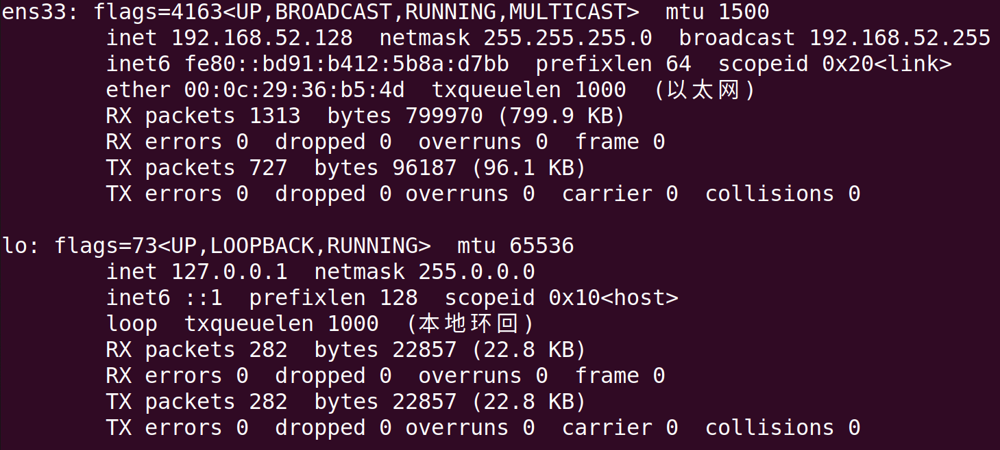 ens33: flags=4163<UP,BROADCAST,RUNNING,MULTICAST>  mtu 1500
        inet 192.168.52.128  netmask 255.255.255.0  broadcast 192.168.52.255
        inet6 fe80::bd91:b412:5b8a:d7bb  prefixlen 64  scopeid 0x20<link>
        ether 00:0c:29:36:b5:4d  txqueuelen 1000  (以太网)
        RX packets 1313  bytes 799970 (799.9 KB)
        RX errors 0  dropped 0  overruns 0  frame 0
        TX packets 727  bytes 96187 (96.1 KB)
        TX errors 0  dropped 0 overruns 0  carrier 0  collisions 0

lo: flags=73<UP,LOOPBACK,RUNNING>  mtu 65536
        inet 127.0.0.1  netmask 255.0.0.0
        inet6 ::1  prefixlen 128  scopeid 0x10<host>
        loop  txqueuelen 1000  (本地环回)
        RX packets 282  bytes 22857 (22.8 KB)
        RX errors 0  dropped 0  overruns 0  frame 0
        TX packets 282  bytes 22857 (22.8 KB)
        TX errors 0  dropped 0 overruns 0  carrier 0  collisions 0